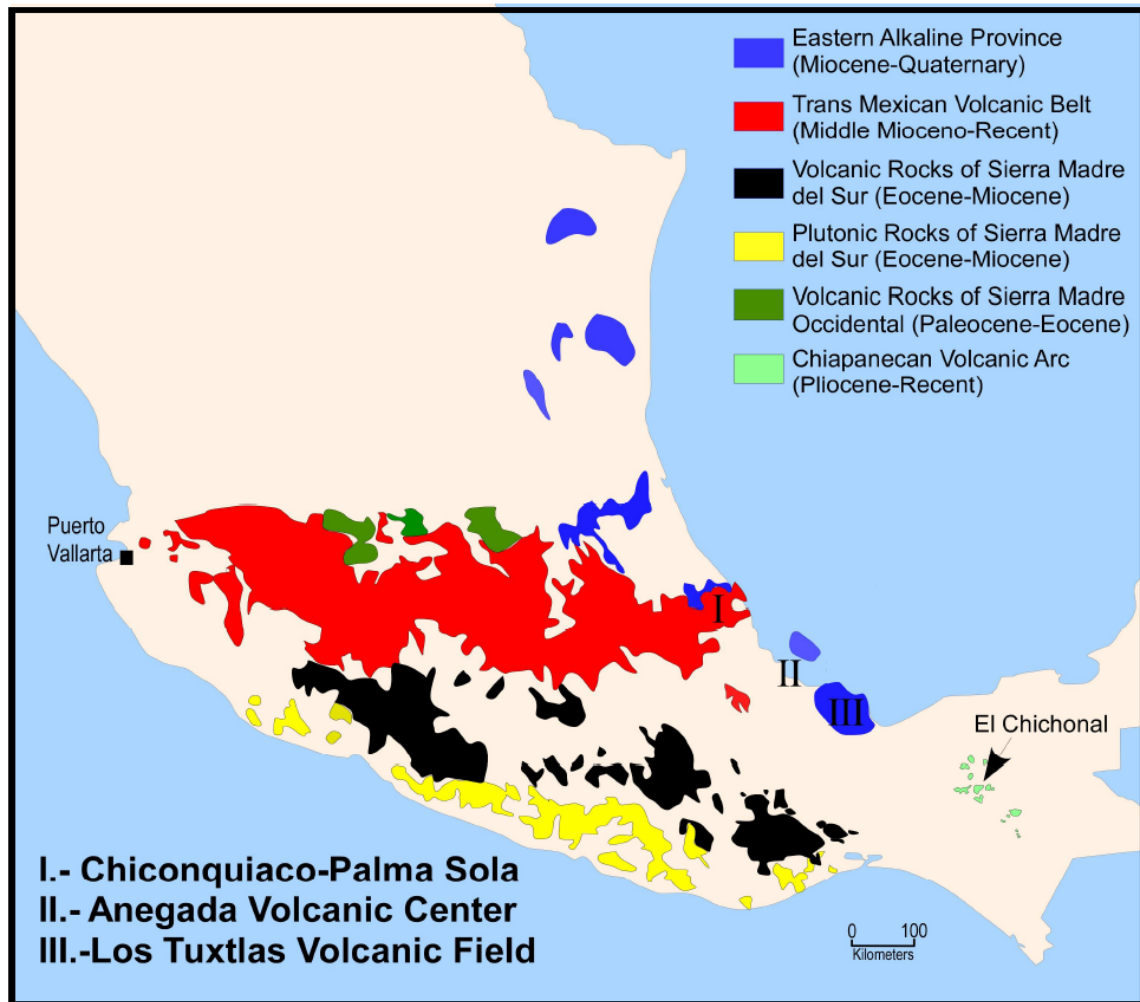 Eastern Alkaline Province
(Miocene-Quaternary)
Trans Mexican Volcanic Belt
(Middle Mioceno-Recent)
Volcanic Rocks of Sierra Madre
del Sur (Eocene-Miocene)
Plutonic Rocks of Sierra Madre
del Sur (Eocene-Miocene)
Volcanic Rocks of Sierra Madre
Occidental (Paleocene-Eocene)
Chiapanecan Volcanic Arc
(Pliocene-Recent)
Puerto
Vallarta
I
II
III
El Chichonal
I.- Chiconquiaco-Palma Sola
II.- Anegada Volcanic Center
III.-Los Tuxtlas Volcanic Field
0 100
Kilometers